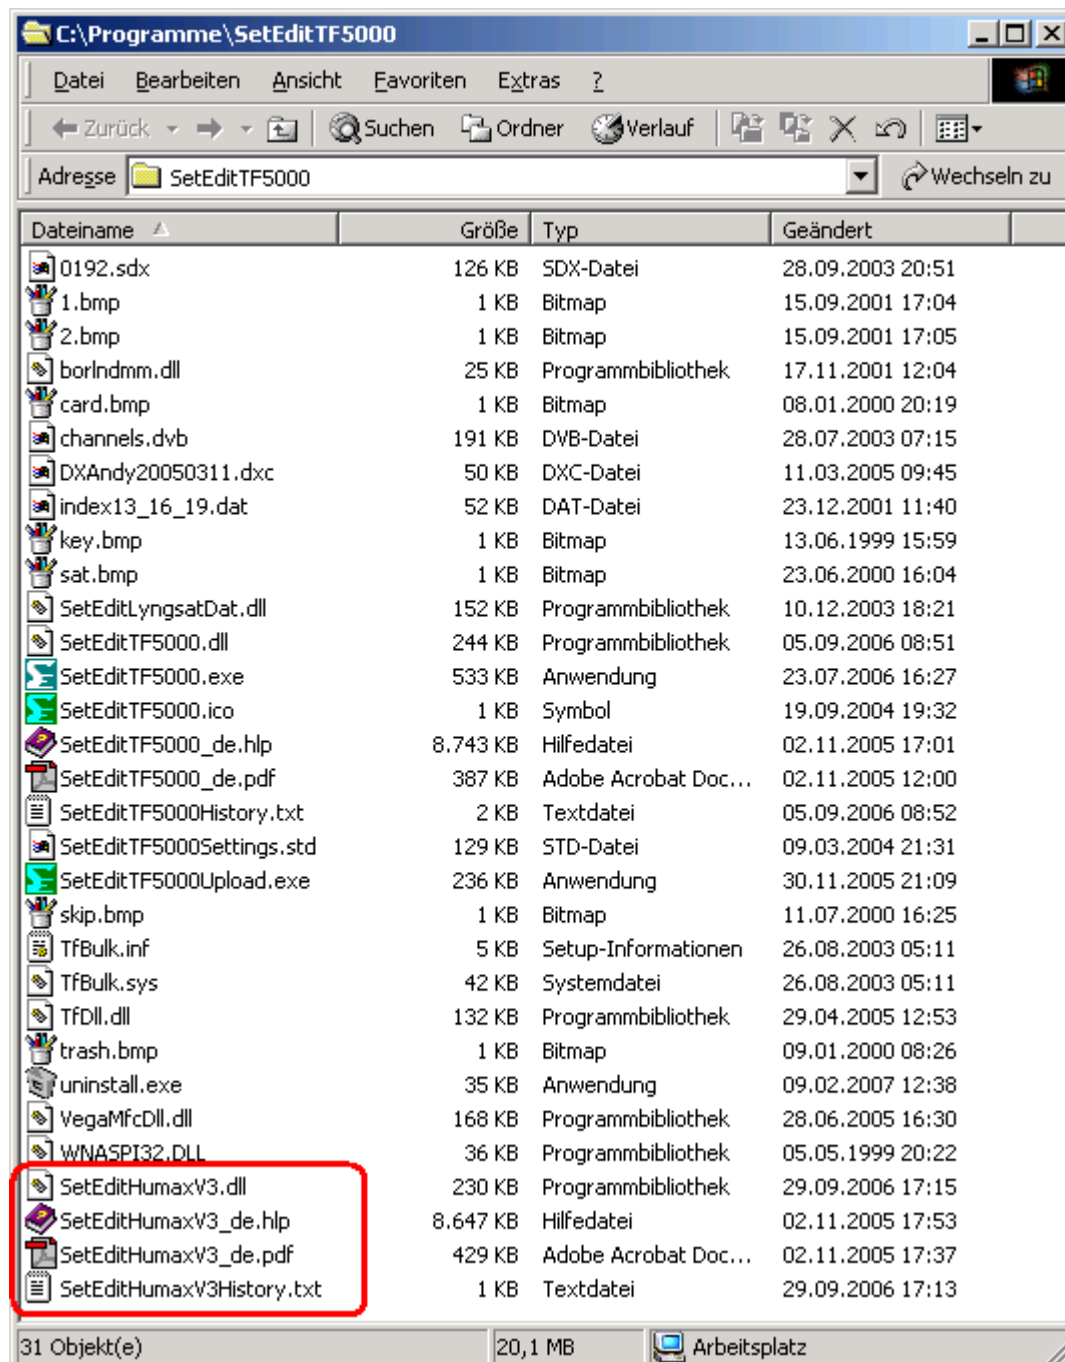 C:\Programme\SetEditTF5000
Datei Bearbeiten Ansicht Favoriten Extras ?
Zurück Suchen Ordner Verlauf
Adresse SetEditTF5000 Wechseln zu
Dateiname Größe Typ Geändert
0192.sdx 126 KB SDX-Datei 28.09.2003 20:51
1.bmp 1 KB Bitmap 15.09.2001 17:04
2.bmp 1 KB Bitmap 15.09.2001 17:05
borlndmm.dll 25 KB Programmbibliothek 17.11.2001 12:04
card.bmp 1 KB Bitmap 08.01.2000 20:19
channels.dvb 191 KB DVB-Datei 28.07.2003 07:15
DXAndy20050311.dxc 50 KB DXC-Datei 11.03.2005 09:45
index13_16_19.dat 52 KB DAT-Datei 23.12.2001 11:40
key.bmp 1 KB Bitmap 13.06.1999 15:59
sat.bmp 1 KB Bitmap 23.06.2000 16:04
SetEditLyngsatDat.dll 152 KB Programmbibliothek 10.12.2003 18:21
SetEditTF5000.dll 244 KB Programmbibliothek 05.09.2006 08:51
SetEditTF5000.exe 533 KB Anwendung 23.07.2006 16:27
SetEditTF5000.ico 1 KB Symbol 19.09.2004 19:32
SetEditTF5000_de.hlp 8.743 KB Hilfedatei 02.11.2005 17:01
SetEditTF5000_de.pdf 387 KB Adobe Acrobat Doc... 02.11.2005 12:00
SetEditTF5000History.txt 2 KB Textdatei 05.09.2006 08:52
SetEditTF5000Settings.std 129 KB STD-Datei 09.03.2004 21:31
SetEditTF5000Upload.exe 236 KB Anwendung 30.11.2005 21:09
skip.bmp 1 KB Bitmap 11.07.2000 16:25
TfBulk.inf 5 KB Setup-Informationen 26.08.2003 05:11
TfBulk.sys 42 KB Systemdatei 26.08.2003 05:11
TfDll.dll 132 KB Programmbibliothek 29.04.2005 12:53
trash.bmp 1 KB Bitmap 09.01.2000 08:26
uninstall.exe 35 KB Anwendung 09.02.2007 12:38
VegaMfcDll.dll 168 KB Programmbibliothek 28.06.2005 16:30
WNASPI32.DLL 36 KB Programmbibliothek 05.05.1999 20:22
SetEditHumaxV3.dll 230 KB Programmbibliothek 29.09.2006 17:15
SetEditHumaxV3_de.hlp 8.647 KB Hilfedatei 02.11.2005 17:53
SetEditHumaxV3_de.pdf 429 KB Adobe Acrobat Doc... 02.11.2005 17:37
SetEditHumaxV3History.txt 1 KB Textdatei 29.09.2006 17:13
31 Objekt(e) 20,1 MB Arbeitsplatz